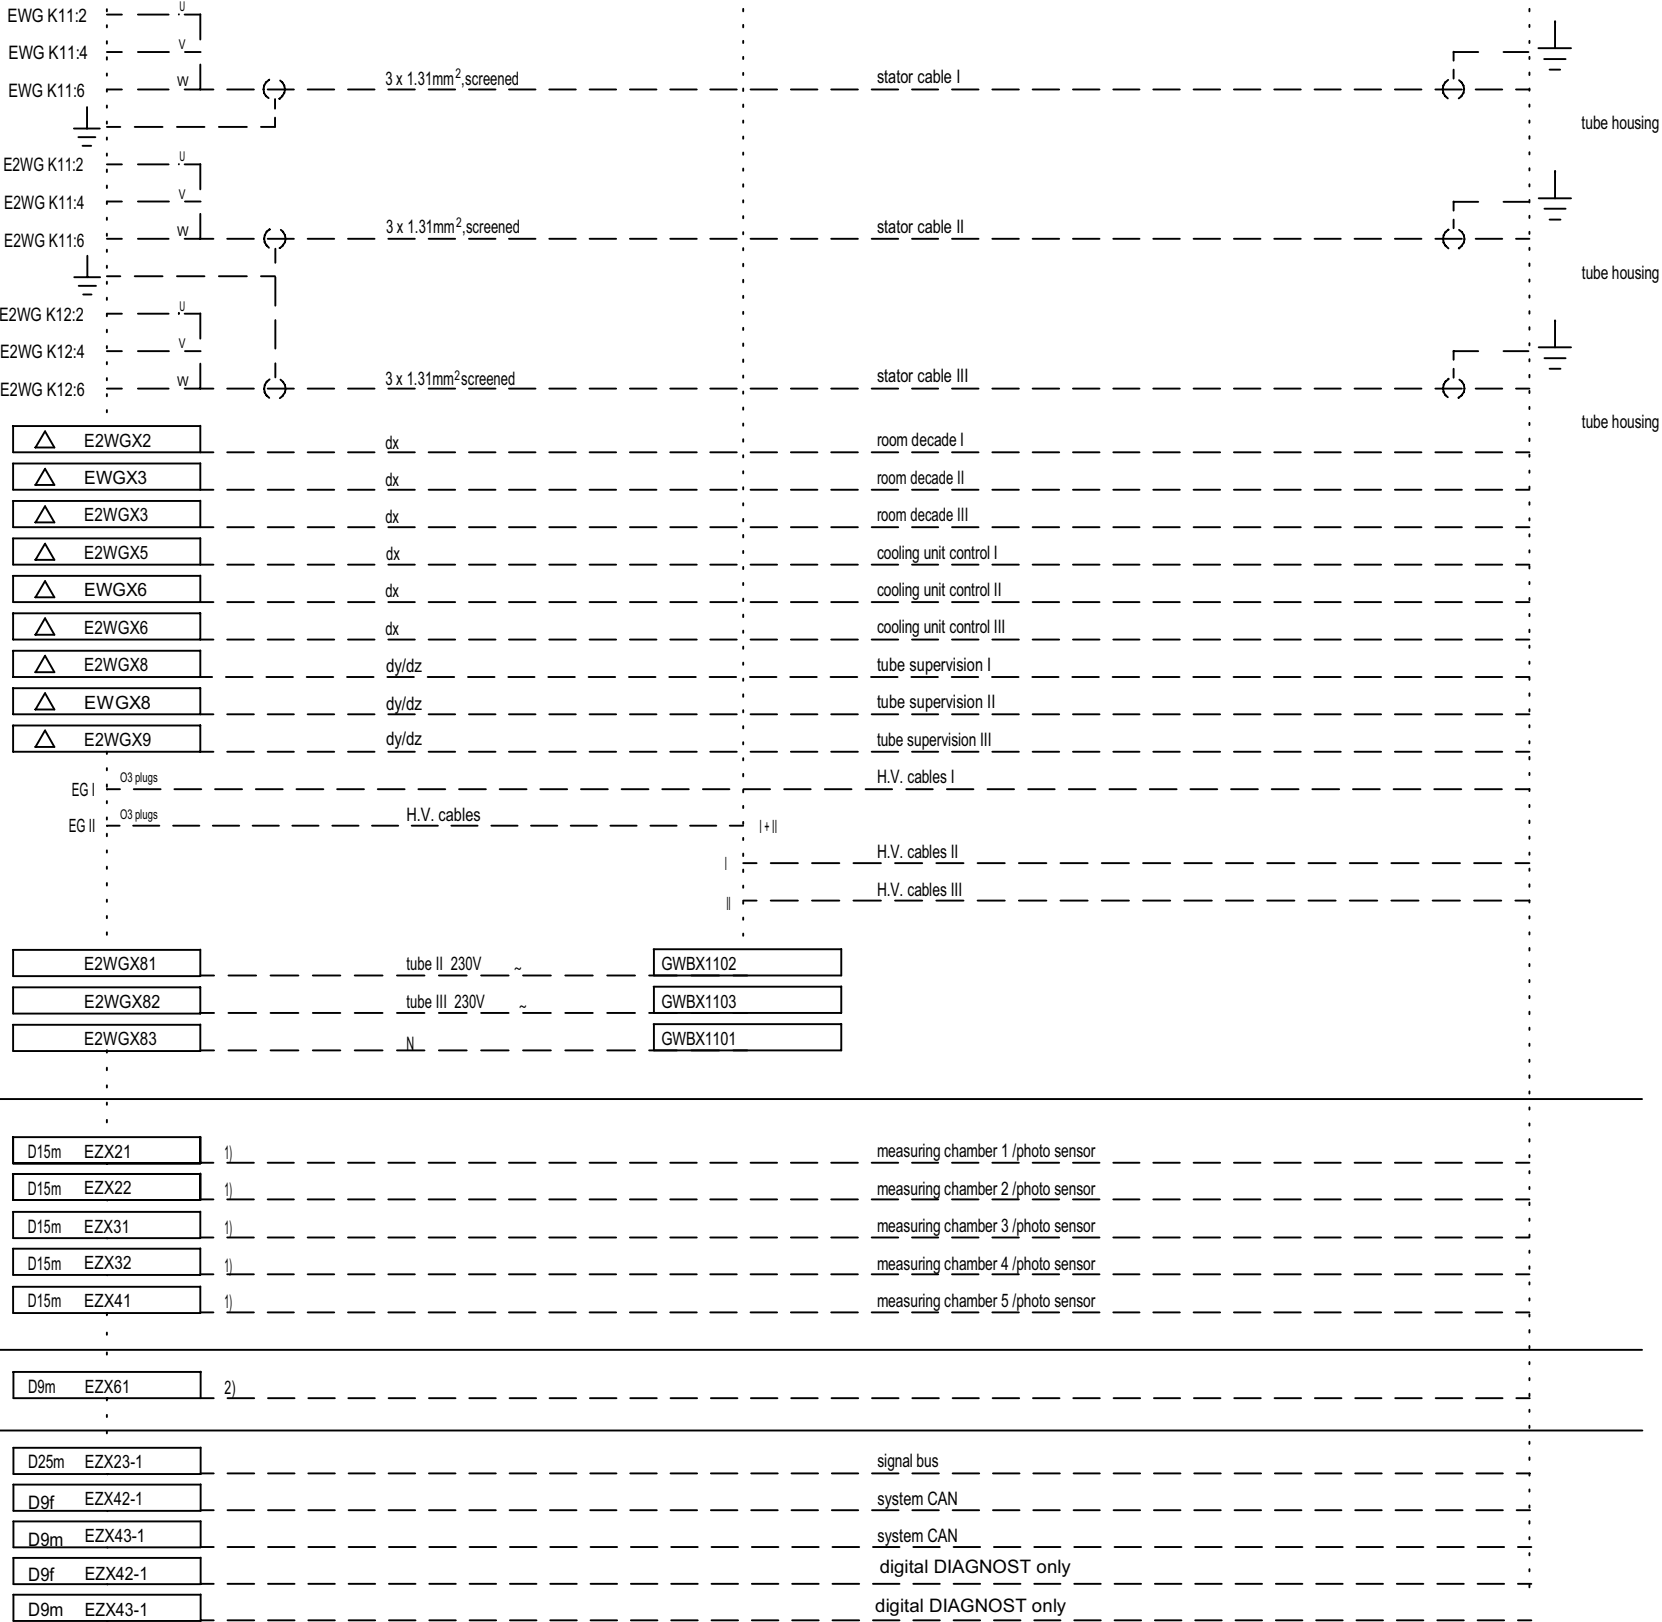 EWG K11:2 U
EWG K11:4 V
EWG K11:6 W 3 x 1.31mm²,screened stator cable I
tube housing
E2WG K11:2 U
E2WG K11:4 V
E2WG K11:6 W 3 x 1.31mm²,screened stator cable II
tube housing
E2WG K12:2 U
E2WG K12:4 V
E2WG K12:6 W 3 x 1.31mm²screened stator cable III
tube housing
E2WGX2 dx room decade I
EWGX3 dx room decade II
E2WGX3 dx room decade III
E2WGX5 dx cooling unit control I
EWGX6 dx cooling unit control II
E2WGX6 dx cooling unit control III
E2WGX8 dy/dz tube supervision I
EWGX8 dy/dz tube supervision II
E2WGX9 dy/dz tube supervision III
EG I O3 plugs H.V. cables I
EG II O3 plugs H.V. cables I + II
I H.V. cables II
II H.V. cables III
E2WGX81 tube II 230V ~ GWBX1102
E2WGX82 tube III 230V ~ GWBX1103
E2WGX83 N GWBX1101
D15m EZX21 1) measuring chamber 1 /photo sensor
D15m EZX22 1) measuring chamber 2 /photo sensor
D15m EZX31 1) measuring chamber 3 /photo sensor
D15m EZX32 1) measuring chamber 4 /photo sensor
D15m EZX41 1) measuring chamber 5 /photo sensor
D9m EZX61 2)
D25m EZX23-1 signal bus
D9f EZX42-1 system CAN
D9m EZX43-1 system CAN
D9f EZX42-1 digital DIAGNOST only
D9m EZX43-1 digital DIAGNOST only